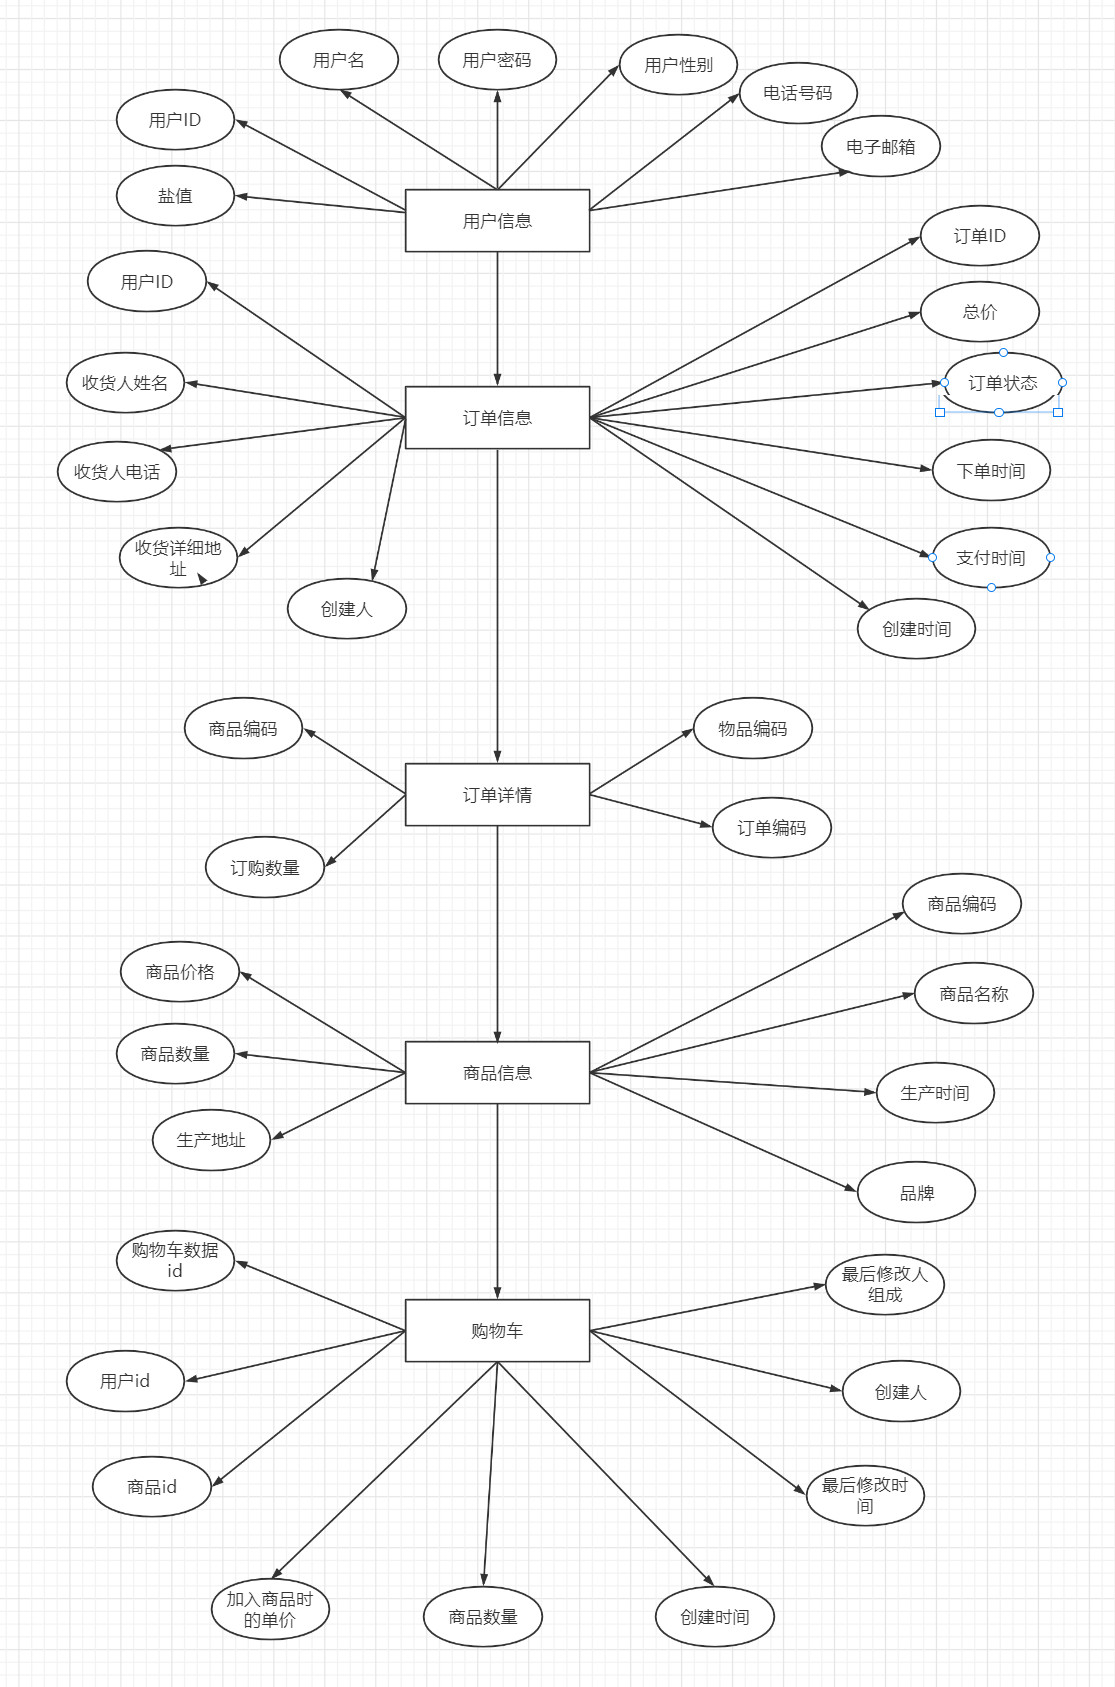 用户名
用户密码
用户性别
电话号码
用户ID
电子邮箱
盐值
用户信息
订单ID
用户ID
总价
收货人姓名
订单状态
订单信息
收货人电话
下单时间
收货详细地
址
支付时间
创建人
创建时间
商品编码
物品编码
订单详情
订单编码
订购数量
商品编码
商品价格
商品名称
商品数量
商品信息
生产时间
生产地址
品牌
购物车数据
id
最后修改人
组成
购物车
用户id
创建人
商品id
最后修改时
间
加入商品时
的单价
商品数量
创建时间